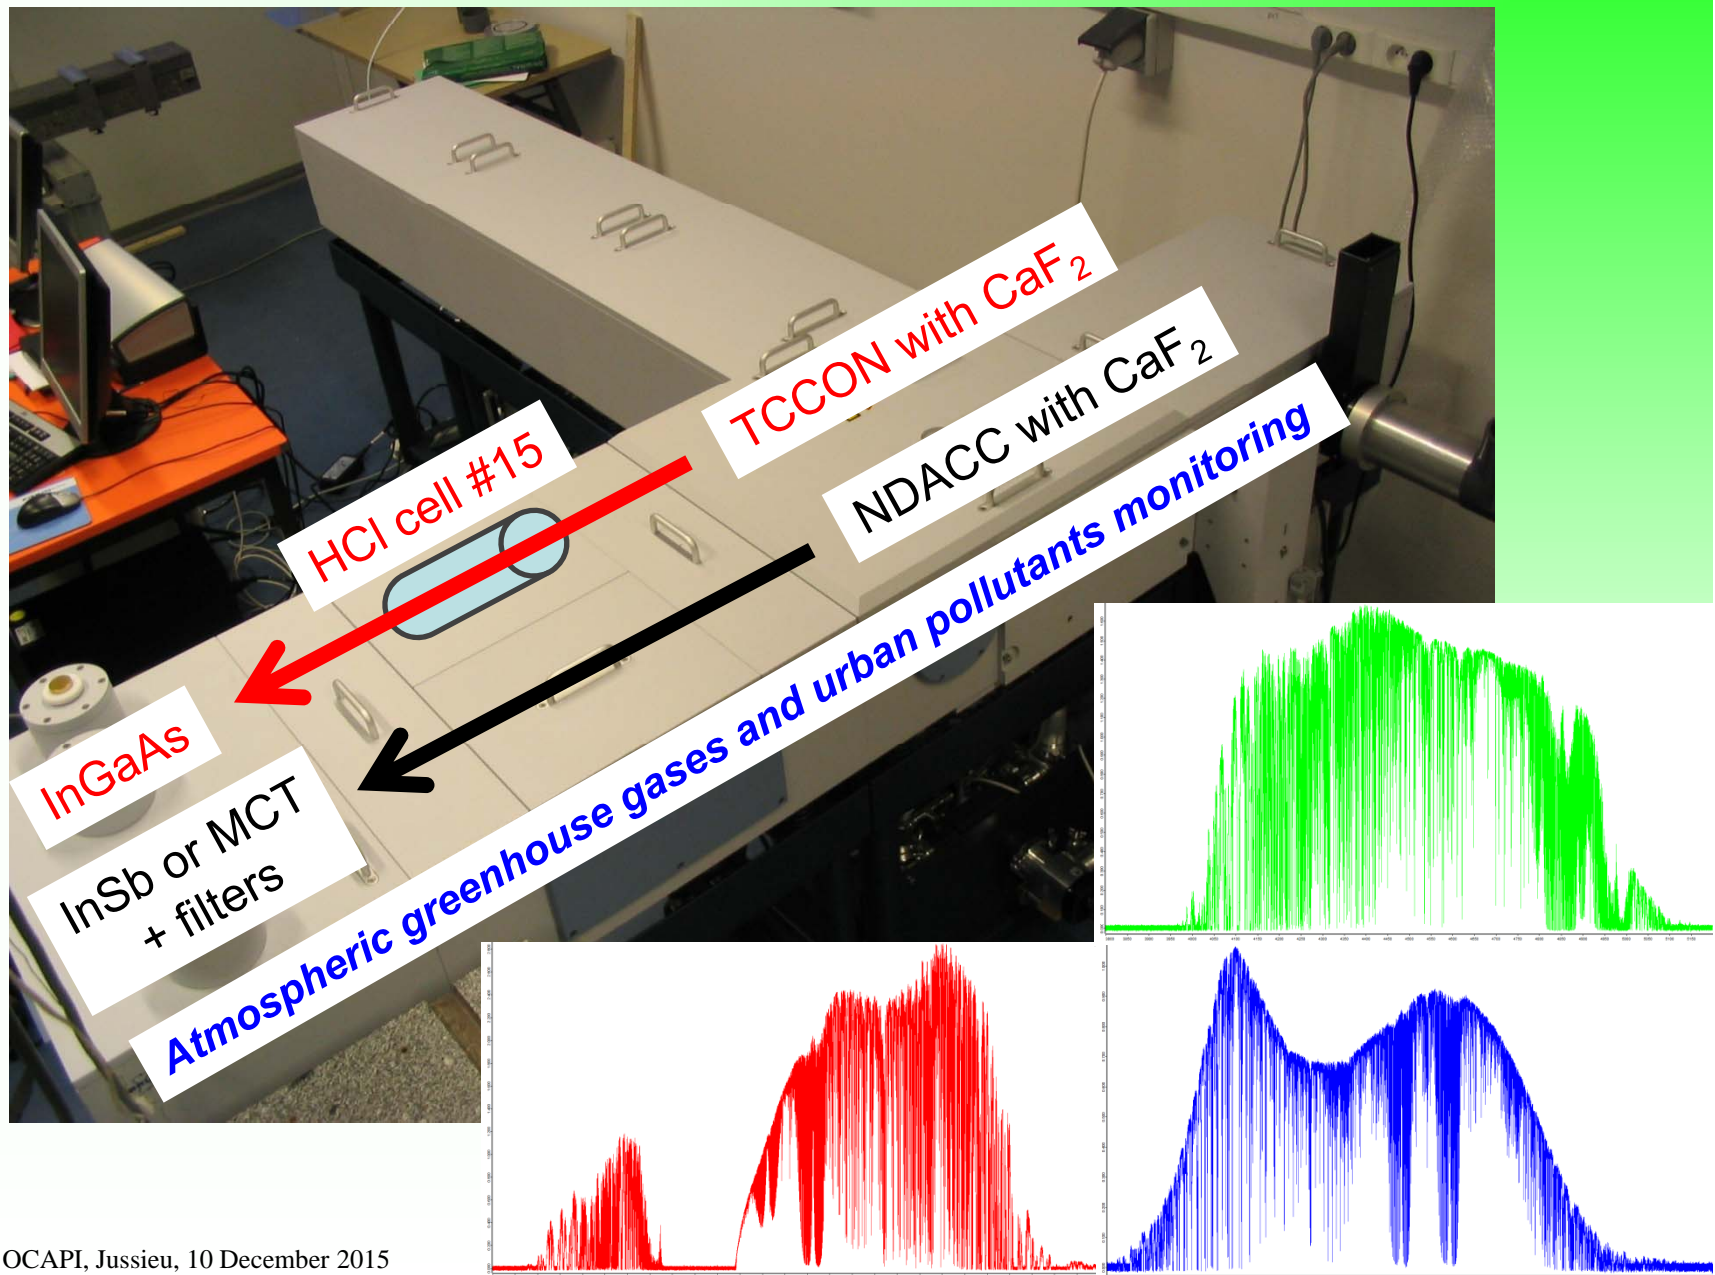 TCCON with CaF₂
NDACC with CaF₂
HCl cell #15
Atmospheric greenhouse gases and urban pollutants monitoring
InGaAs
InSb or MCT
+ filters
OCAPI, Jussieu, 10 December 2015